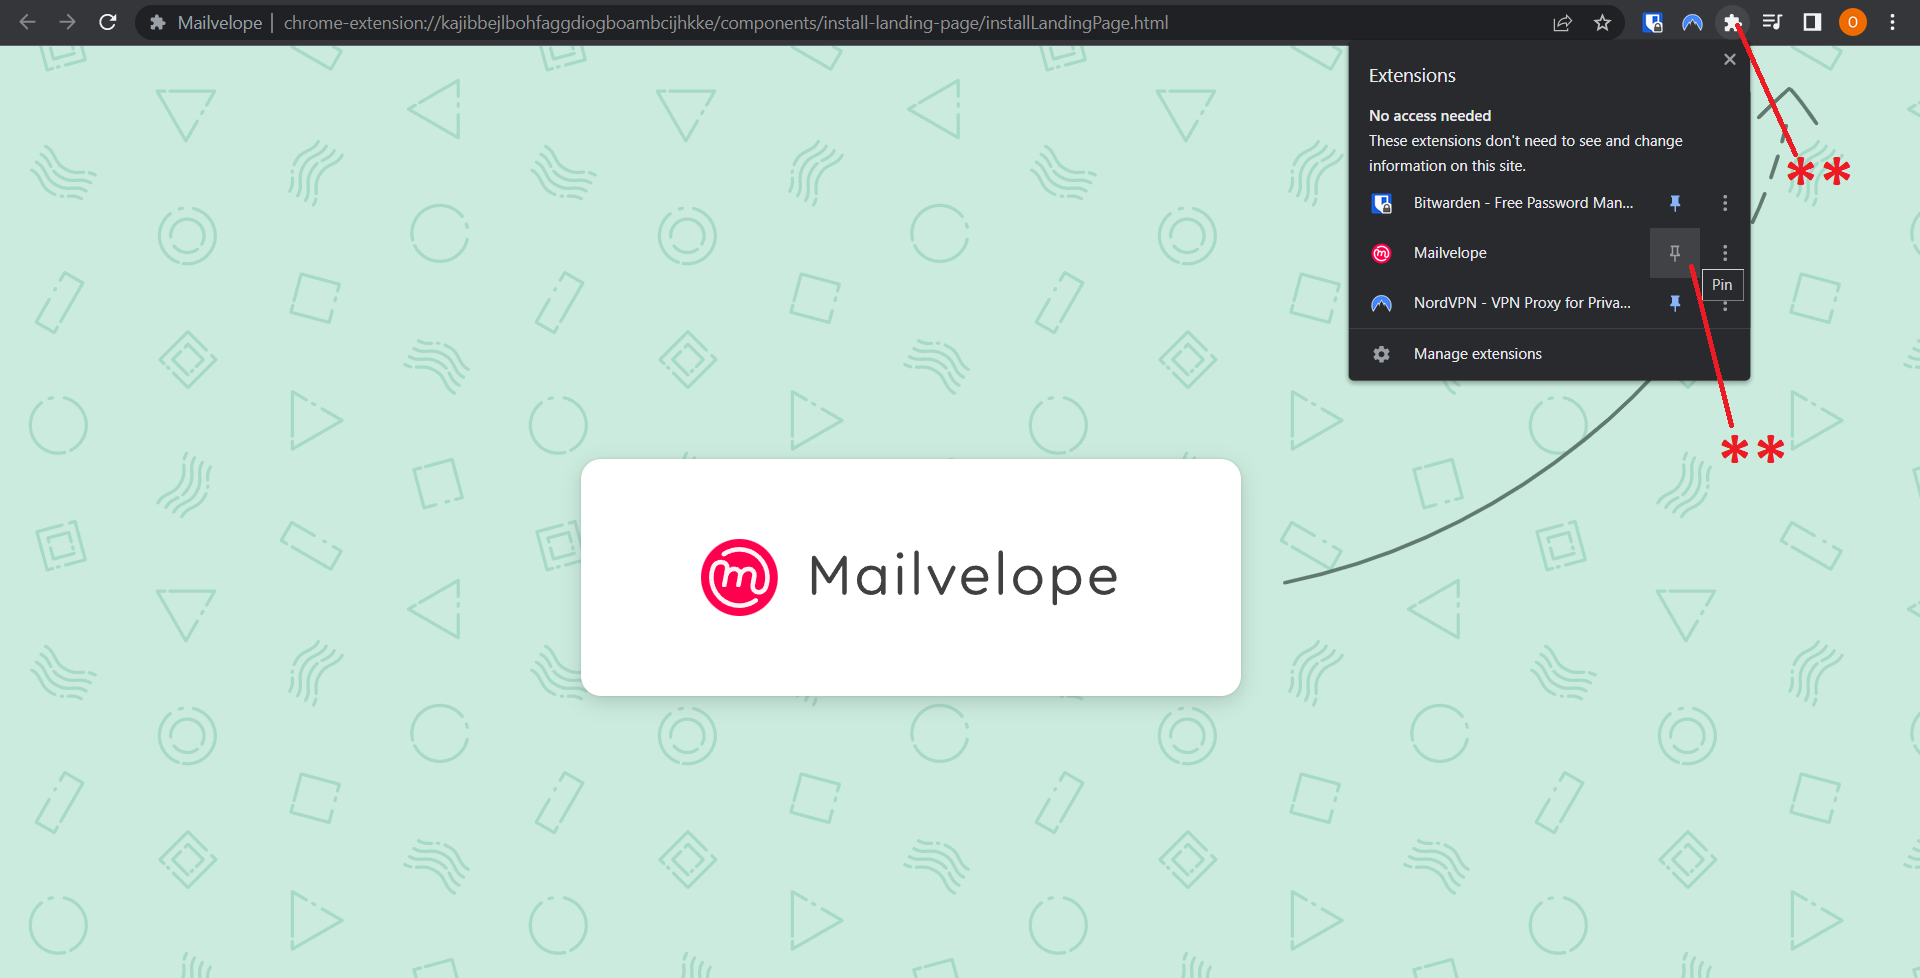 Mailvelope | chrome-extension://kajibbejlbohfaggdiogboambcijhkke/components/install-landing-page/installLandingPage.html
O
Extensions
No access needed
These extensions don't need to see and change
information on this site.
**
Bitwarden - Free Password Man...
Mailvelope
Pin
NordVPN - VPN Proxy for Priva...
Manage extensions
**
m Mailvelope